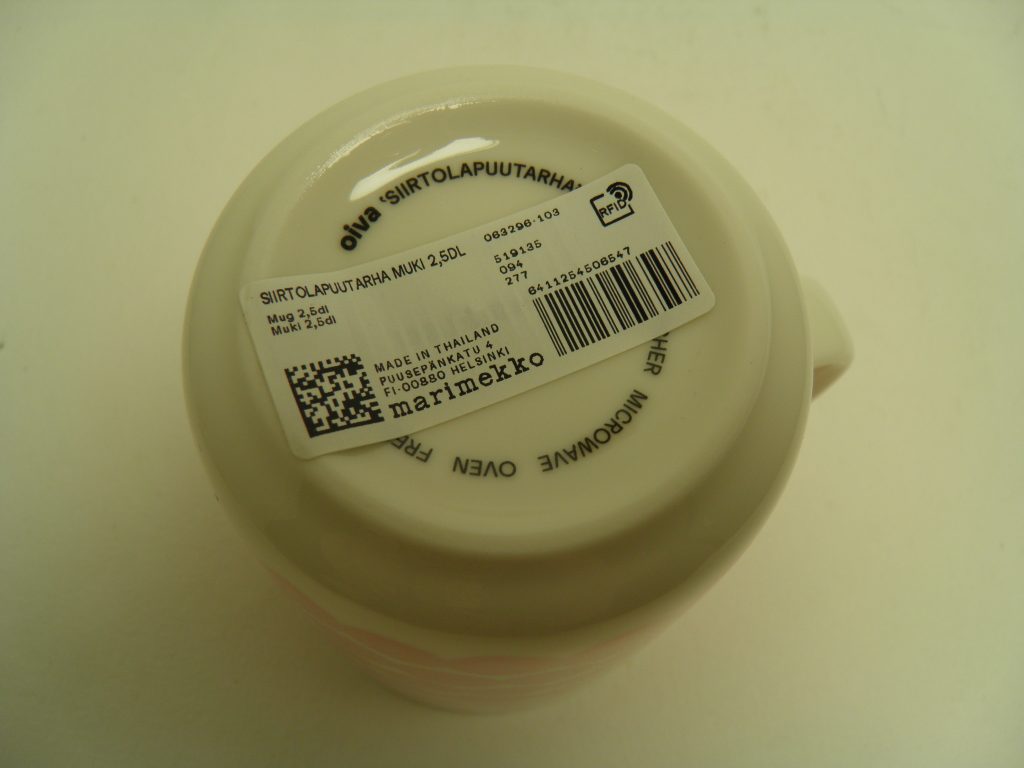 oiva 'SIIRTOLAPUUTARHA
SIIRTOLAPUUTARHA MUKI 2,5DL
Mug 2,5dl
Muki 2,5dl
063296-103
519135
094
277
RFID
6411254506547
MADE IN THAILAND
PUUSEPÄNKATU 4
FI-00880 HELSINKI
marimekko
HER MICROWAVE OVEN FRE